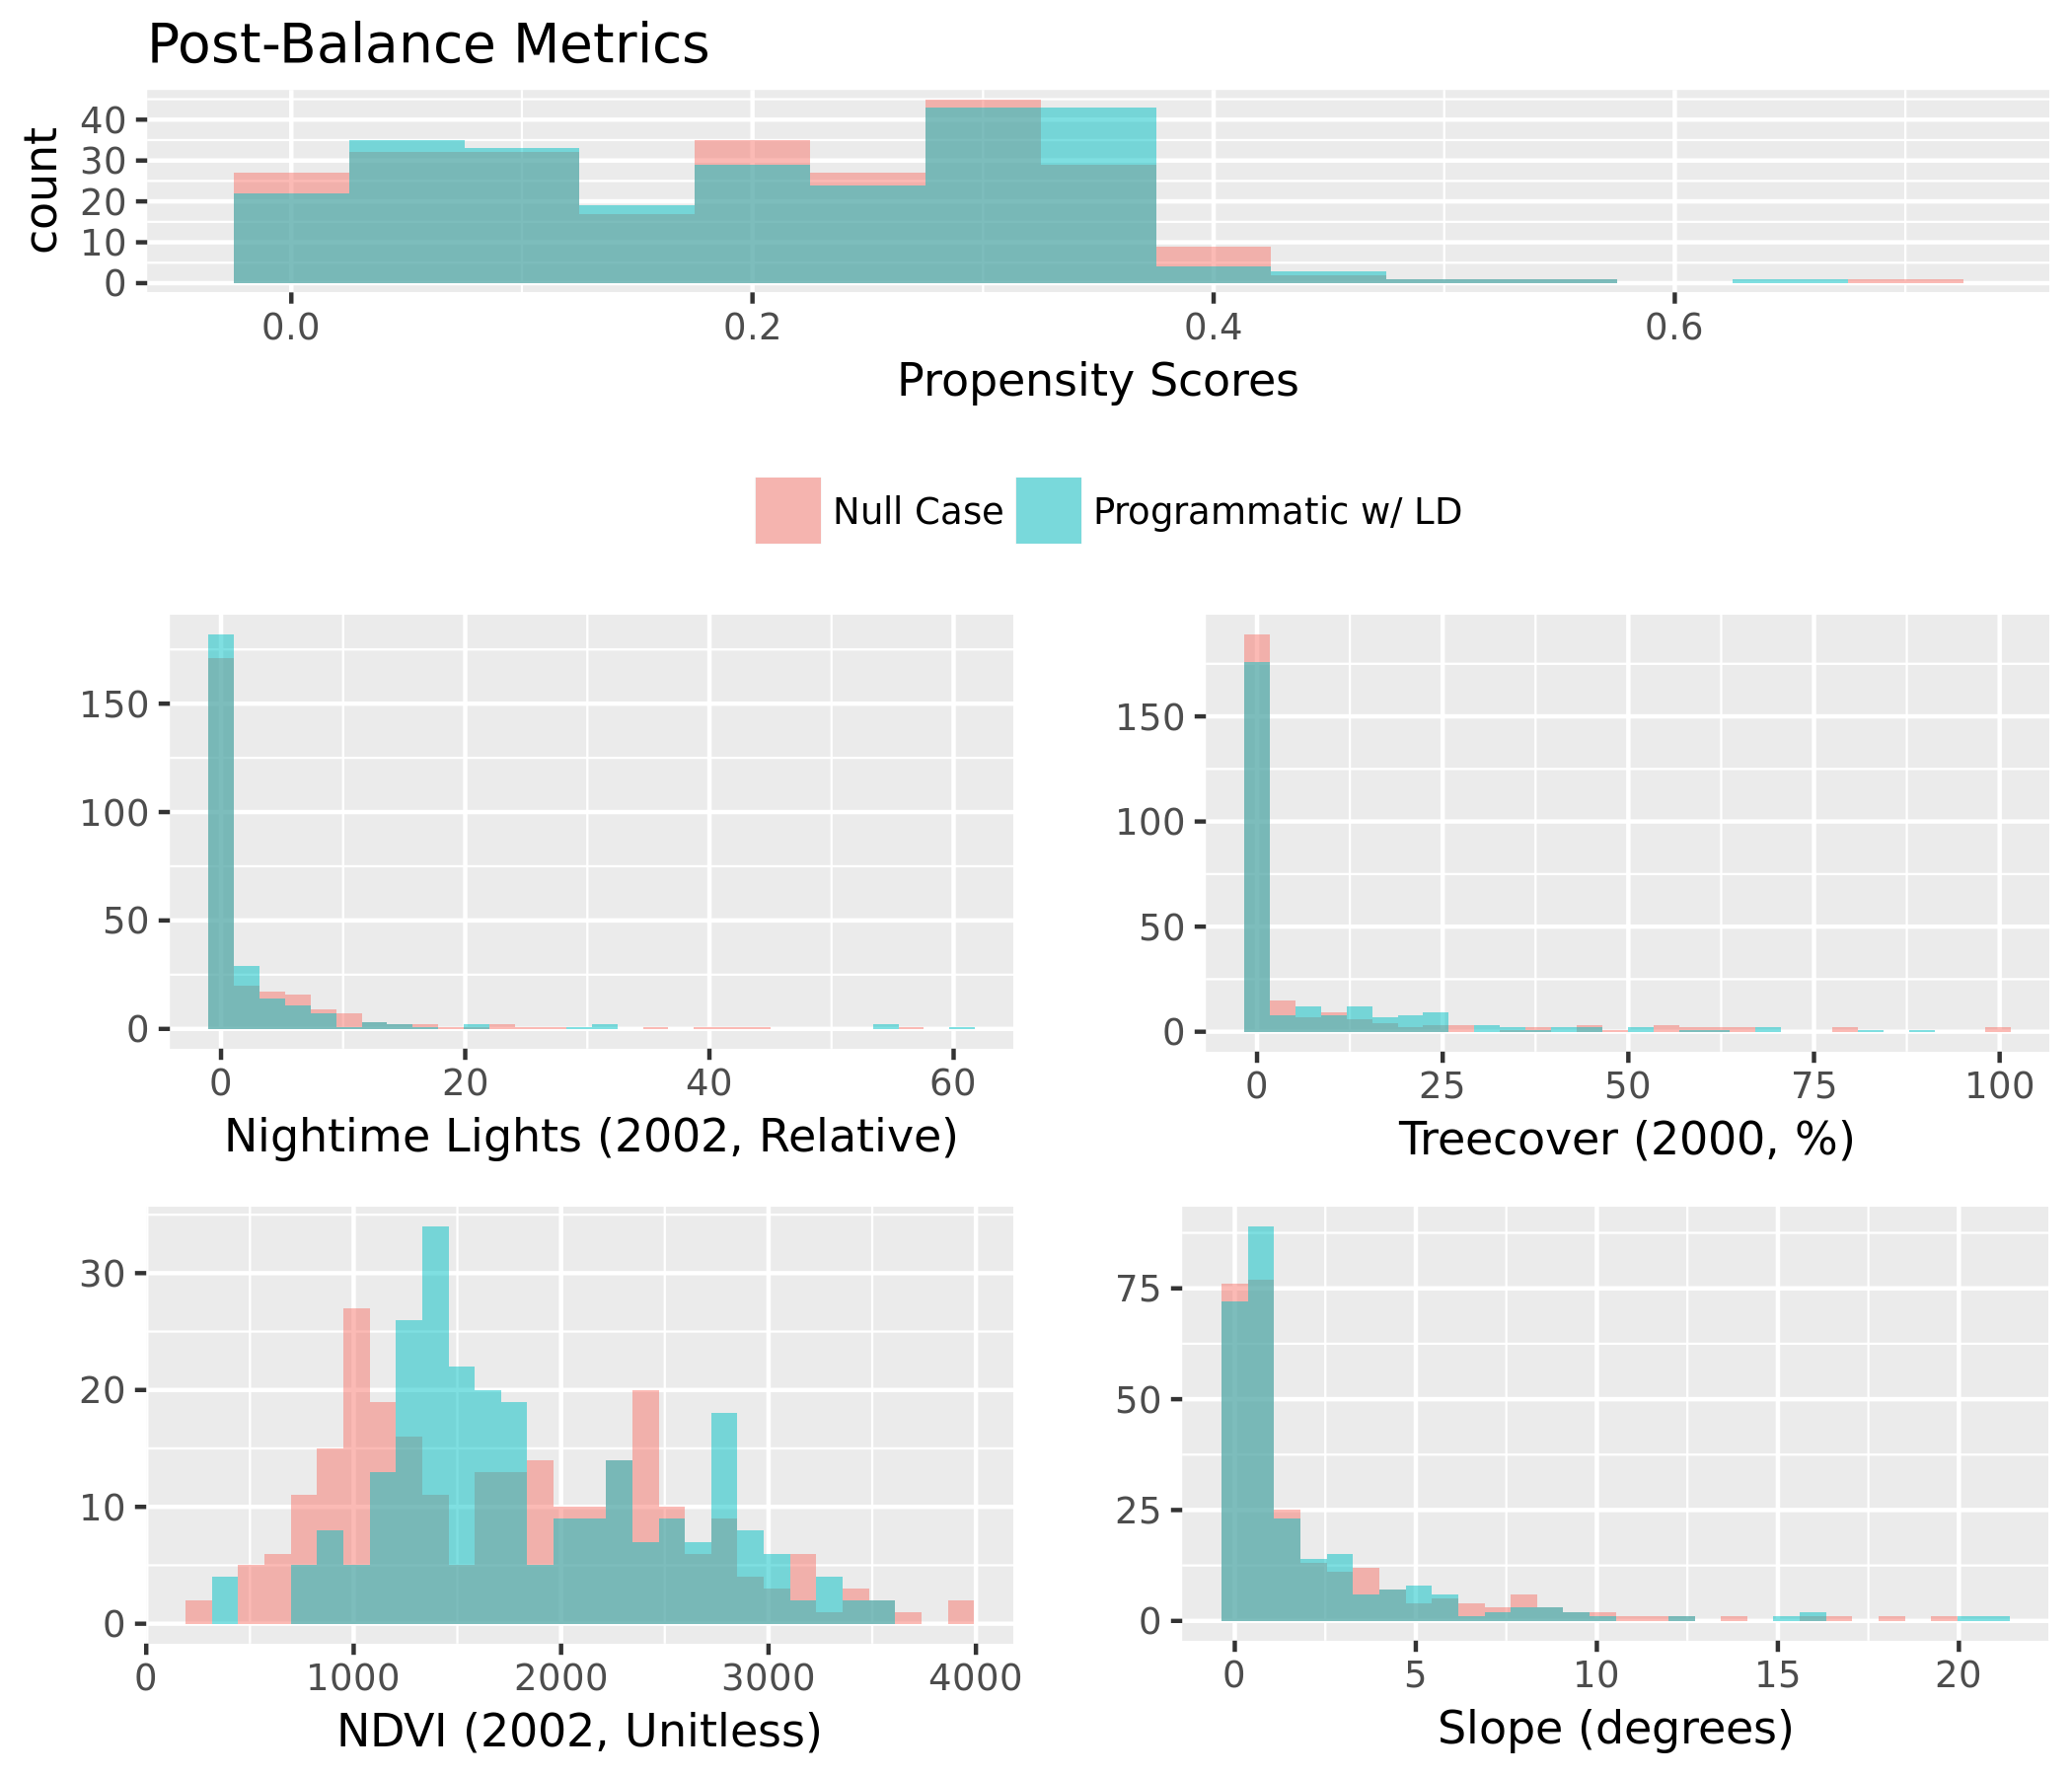 Post-Balance Metrics
count
40
30
20
10
0
0.0 0.2 0.4 0.6
Propensity Scores
Null Case Programmatic w/ LD
150
100
50
0
0 20 40 60
Nightime Lights (2002, Relative)
150
100
50
0
0 25 50 75 100
Treecover (2000, %)
30
20
10
0
0 1000 2000 3000 4000
NDVI (2002, Unitless)
75
50
25
0
0 5 10 15 20
Slope (degrees)